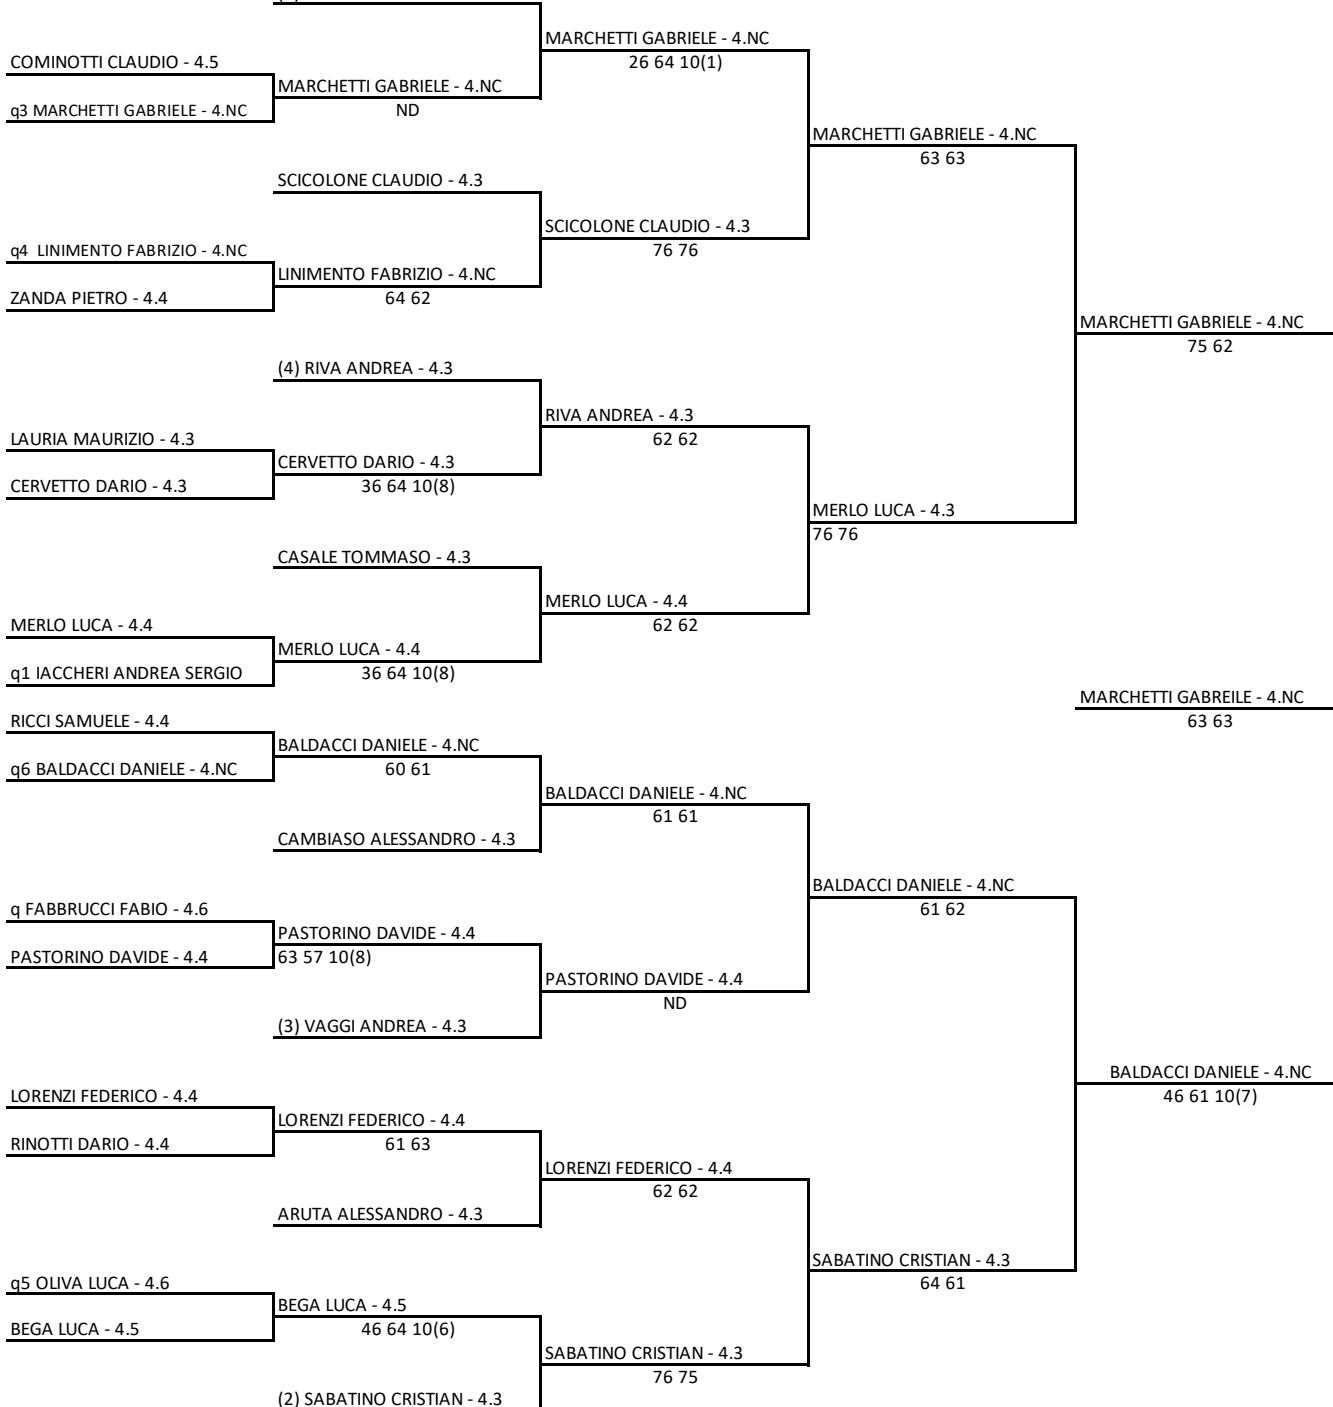 MARCHETTI GABRIELE - 4.NC
COMINOTTI CLAUDIO - 4.5
26 64 10(1)
MARCHETTI GABRIELE - 4.NC
q3 MARCHETTI GABRIELE - 4.NC
ND
MARCHETTI GABRIELE - 4.NC
63 63
SCICOLONE CLAUDIO - 4.3
SCICOLONE CLAUDIO - 4.3
q4 LINIMENTO FABRIZIO - 4.NC
76 76
LINIMENTO FABRIZIO - 4.NC
ZANDA PIETRO - 4.4
64 62
MARCHETTI GABRIELE - 4.NC
75 62
(4) RIVA ANDREA - 4.3
RIVA ANDREA - 4.3
LAURIA MAURIZIO - 4.3
62 62
CERVETTO DARIO - 4.3
CERVETTO DARIO - 4.3
36 64 10(8)
MERLO LUCA - 4.3
76 76
CASALE TOMMASO - 4.3
MERLO LUCA - 4.4
MERLO LUCA - 4.4
62 62
MERLO LUCA - 4.4
q1 IACCHERI ANDREA SERGIO
36 64 10(8)
MARCHETTI GABREILE - 4.NC
RICCI SAMUELE - 4.4
63 63
BALDACCI DANIELE - 4.NC
q6 BALDACCI DANIELE - 4.NC
60 61
BALDACCI DANIELE - 4.NC
61 61
CAMBIASO ALESSANDRO - 4.3
BALDACCI DANIELE - 4.NC
q FABBRUCCI FABIO - 4.6
61 62
PASTORINO DAVIDE - 4.4
PASTORINO DAVIDE - 4.4
63 57 10(8)
PASTORINO DAVIDE - 4.4
ND
(3) VAGGI ANDREA - 4.3
BALDACCI DANIELE - 4.NC
LORENZI FEDERICO - 4.4
46 61 10(7)
LORENZI FEDERICO - 4.4
RINOTTI DARIO - 4.4
61 63
LORENZI FEDERICO - 4.4
62 62
ARUTA ALESSANDRO - 4.3
SABATINO CRISTIAN - 4.3
q5 OLIVA LUCA - 4.6
64 61
BEGA LUCA - 4.5
BEGA LUCA - 4.5
46 64 10(6)
SABATINO CRISTIAN - 4.3
76 75
(2) SABATINO CRISTIAN - 4.3